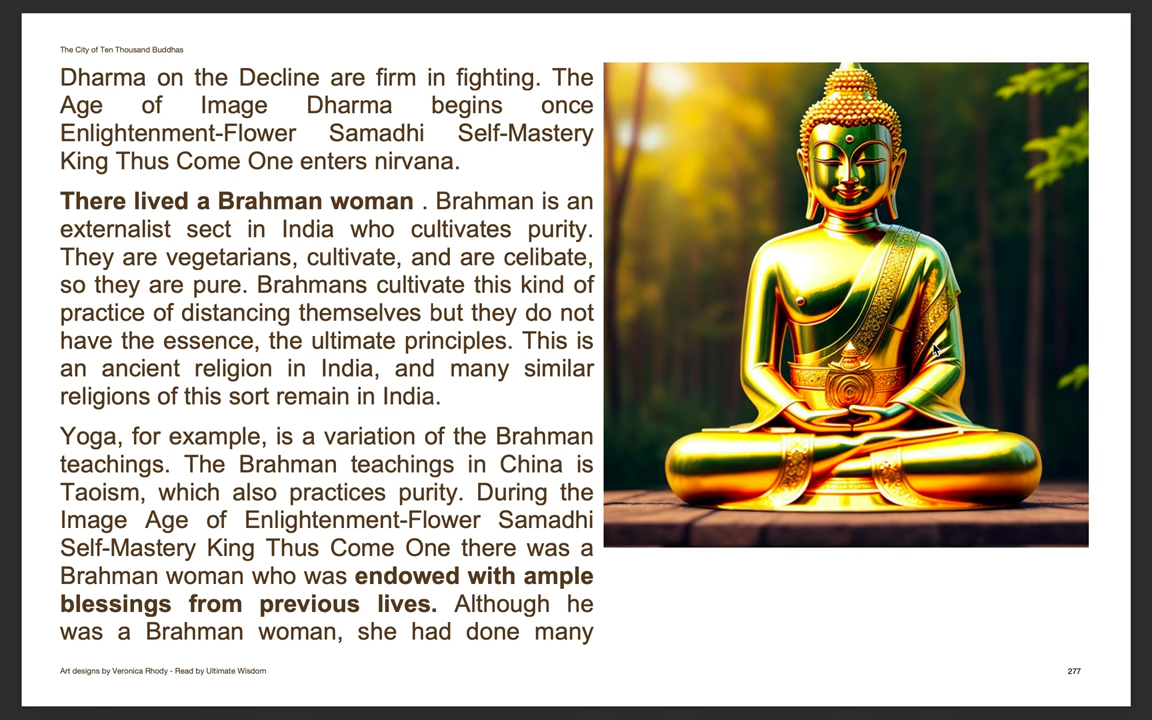 The City of Ten Thousand Buddhas
Dharma on the Decline are firm in fighting. The
Age of Image Dharma begins once
Enlightenment-Flower Samadhi Self-Mastery
King Thus Come One enters nirvana.
There lived a Brahman woman . Brahman is an
externalist sect in India who cultivates purity.
They are vegetarians, cultivate, and are celibate,
so they are pure. Brahmans cultivate this kind of
practice of distancing themselves but they do not
have the essence, the ultimate principles. This is
an ancient religion in India, and many similar
religions of this sort remain in India.
Yoga, for example, is a variation of the Brahman
teachings. The Brahman teachings in China is
Taoism, which also practices purity. During the
Image Age of Enlightenment-Flower Samadhi
Self-Mastery King Thus Come One there was a
Brahman woman who was endowed with ample
blessings from previous lives. Although he
was a Brahman woman, she had done many
Art designs by Veronica Rhody - Read by Ultimate Wisdom
277